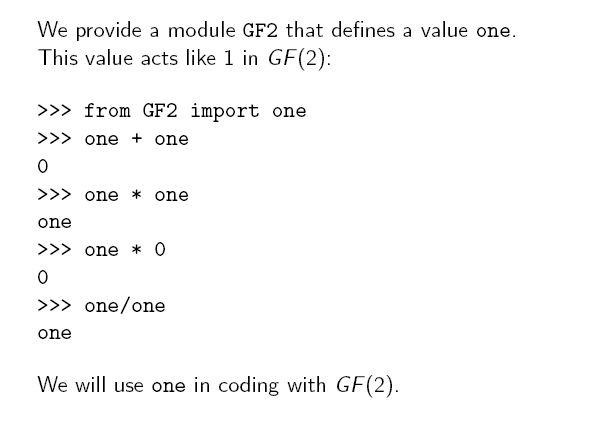 We provide a module GF2 that defines a value one.
This value acts like 1 in GF(2):
>>> from GF2 import one
>>> one + one
0
>>> one * one
one
>>> one * 0
0
>>> one/one
one
We will use one in coding with GF(2).